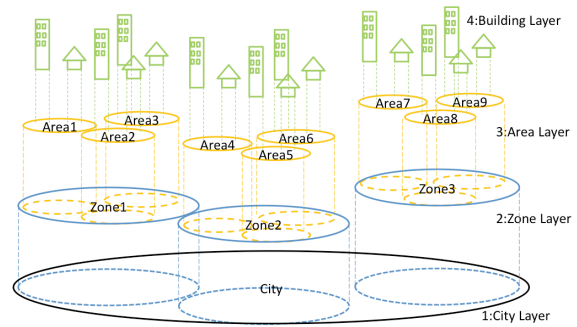 4:Building Layer
Area7
Area9
Area8
Area1
Area3
Area2
3:Area Layer
Area4
Area6
Area5
Zone3
Zone1
2:Zone Layer
Zone2
City
1:City Layer